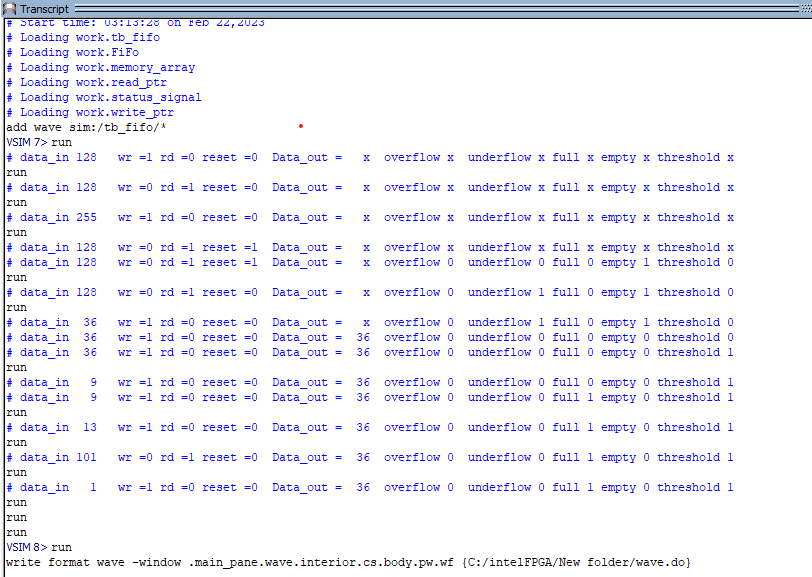 Transcript
# Start time: 03:13:28 on Feb 22,2023
# Loading work.tb_fifo
# Loading work.FiFo
# Loading work.memory_array
# Loading work.read_ptr
# Loading work.status_signal
# Loading work.write_ptr
add wave sim:/tb_fifo/*
VSIM 7> run
# data_in 128   wr =1 rd =0 reset =0  Data_out =   x  overflow x  underflow x full x empty x threshold x
run
# data_in 128   wr =0 rd =0 reset =0  Data_out =   x  overflow x  underflow x full x empty x threshold x
run
# data_in 255   wr =1 rd =0 reset =0  Data_out =   x  overflow x  underflow x full x empty x threshold x
run
# data_in 128   wr =0 rd =1 reset =1  Data_out =   x  overflow x  underflow x full x empty x threshold x
# data_in 128   wr =0 rd =1 reset =1  Data_out =   x  overflow 0  underflow 0 full 0 empty 1 threshold 0
run
# data_in 128   wr =0 rd =1 reset =0  Data_out =   x  overflow 0  underflow 1 full 0 empty 1 threshold 0
run
# data_in  36   wr =1 rd =0 reset =0  Data_out =   x  overflow 0  underflow 1 full 0 empty 1 threshold 0
# data_in  36   wr =1 rd =0 reset =0  Data_out =  36  overflow 0  underflow 0 full 0 empty 0 threshold 0
# data_in  36   wr =1 rd =0 reset =0  Data_out =  36  overflow 0  underflow 0 full 0 empty 0 threshold 1
run
# data_in   9   wr =1 rd =0 reset =0  Data_out =  36  overflow 0  underflow 0 full 0 empty 0 threshold 1
# data_in   9   wr =1 rd =0 reset =0  Data_out =  36  overflow 0  underflow 0 full 1 empty 0 threshold 1
run
# data_in  13   wr =1 rd =0 reset =0  Data_out =  36  overflow 0  underflow 0 full 1 empty 0 threshold 1
run
# data_in 101   wr =0 rd =1 reset =0  Data_out =  36  overflow 0  underflow 0 full 1 empty 0 threshold 1
run
# data_in   1   wr =1 rd =0 reset =0  Data_out =  36  overflow 0  underflow 0 full 1 empty 0 threshold 1
run
run
run
VSIM 8> run
write format wave -window .main_pane.wave.interior.cs.body.pw.wf {C:/intelFPGA/New folder/wave.do}